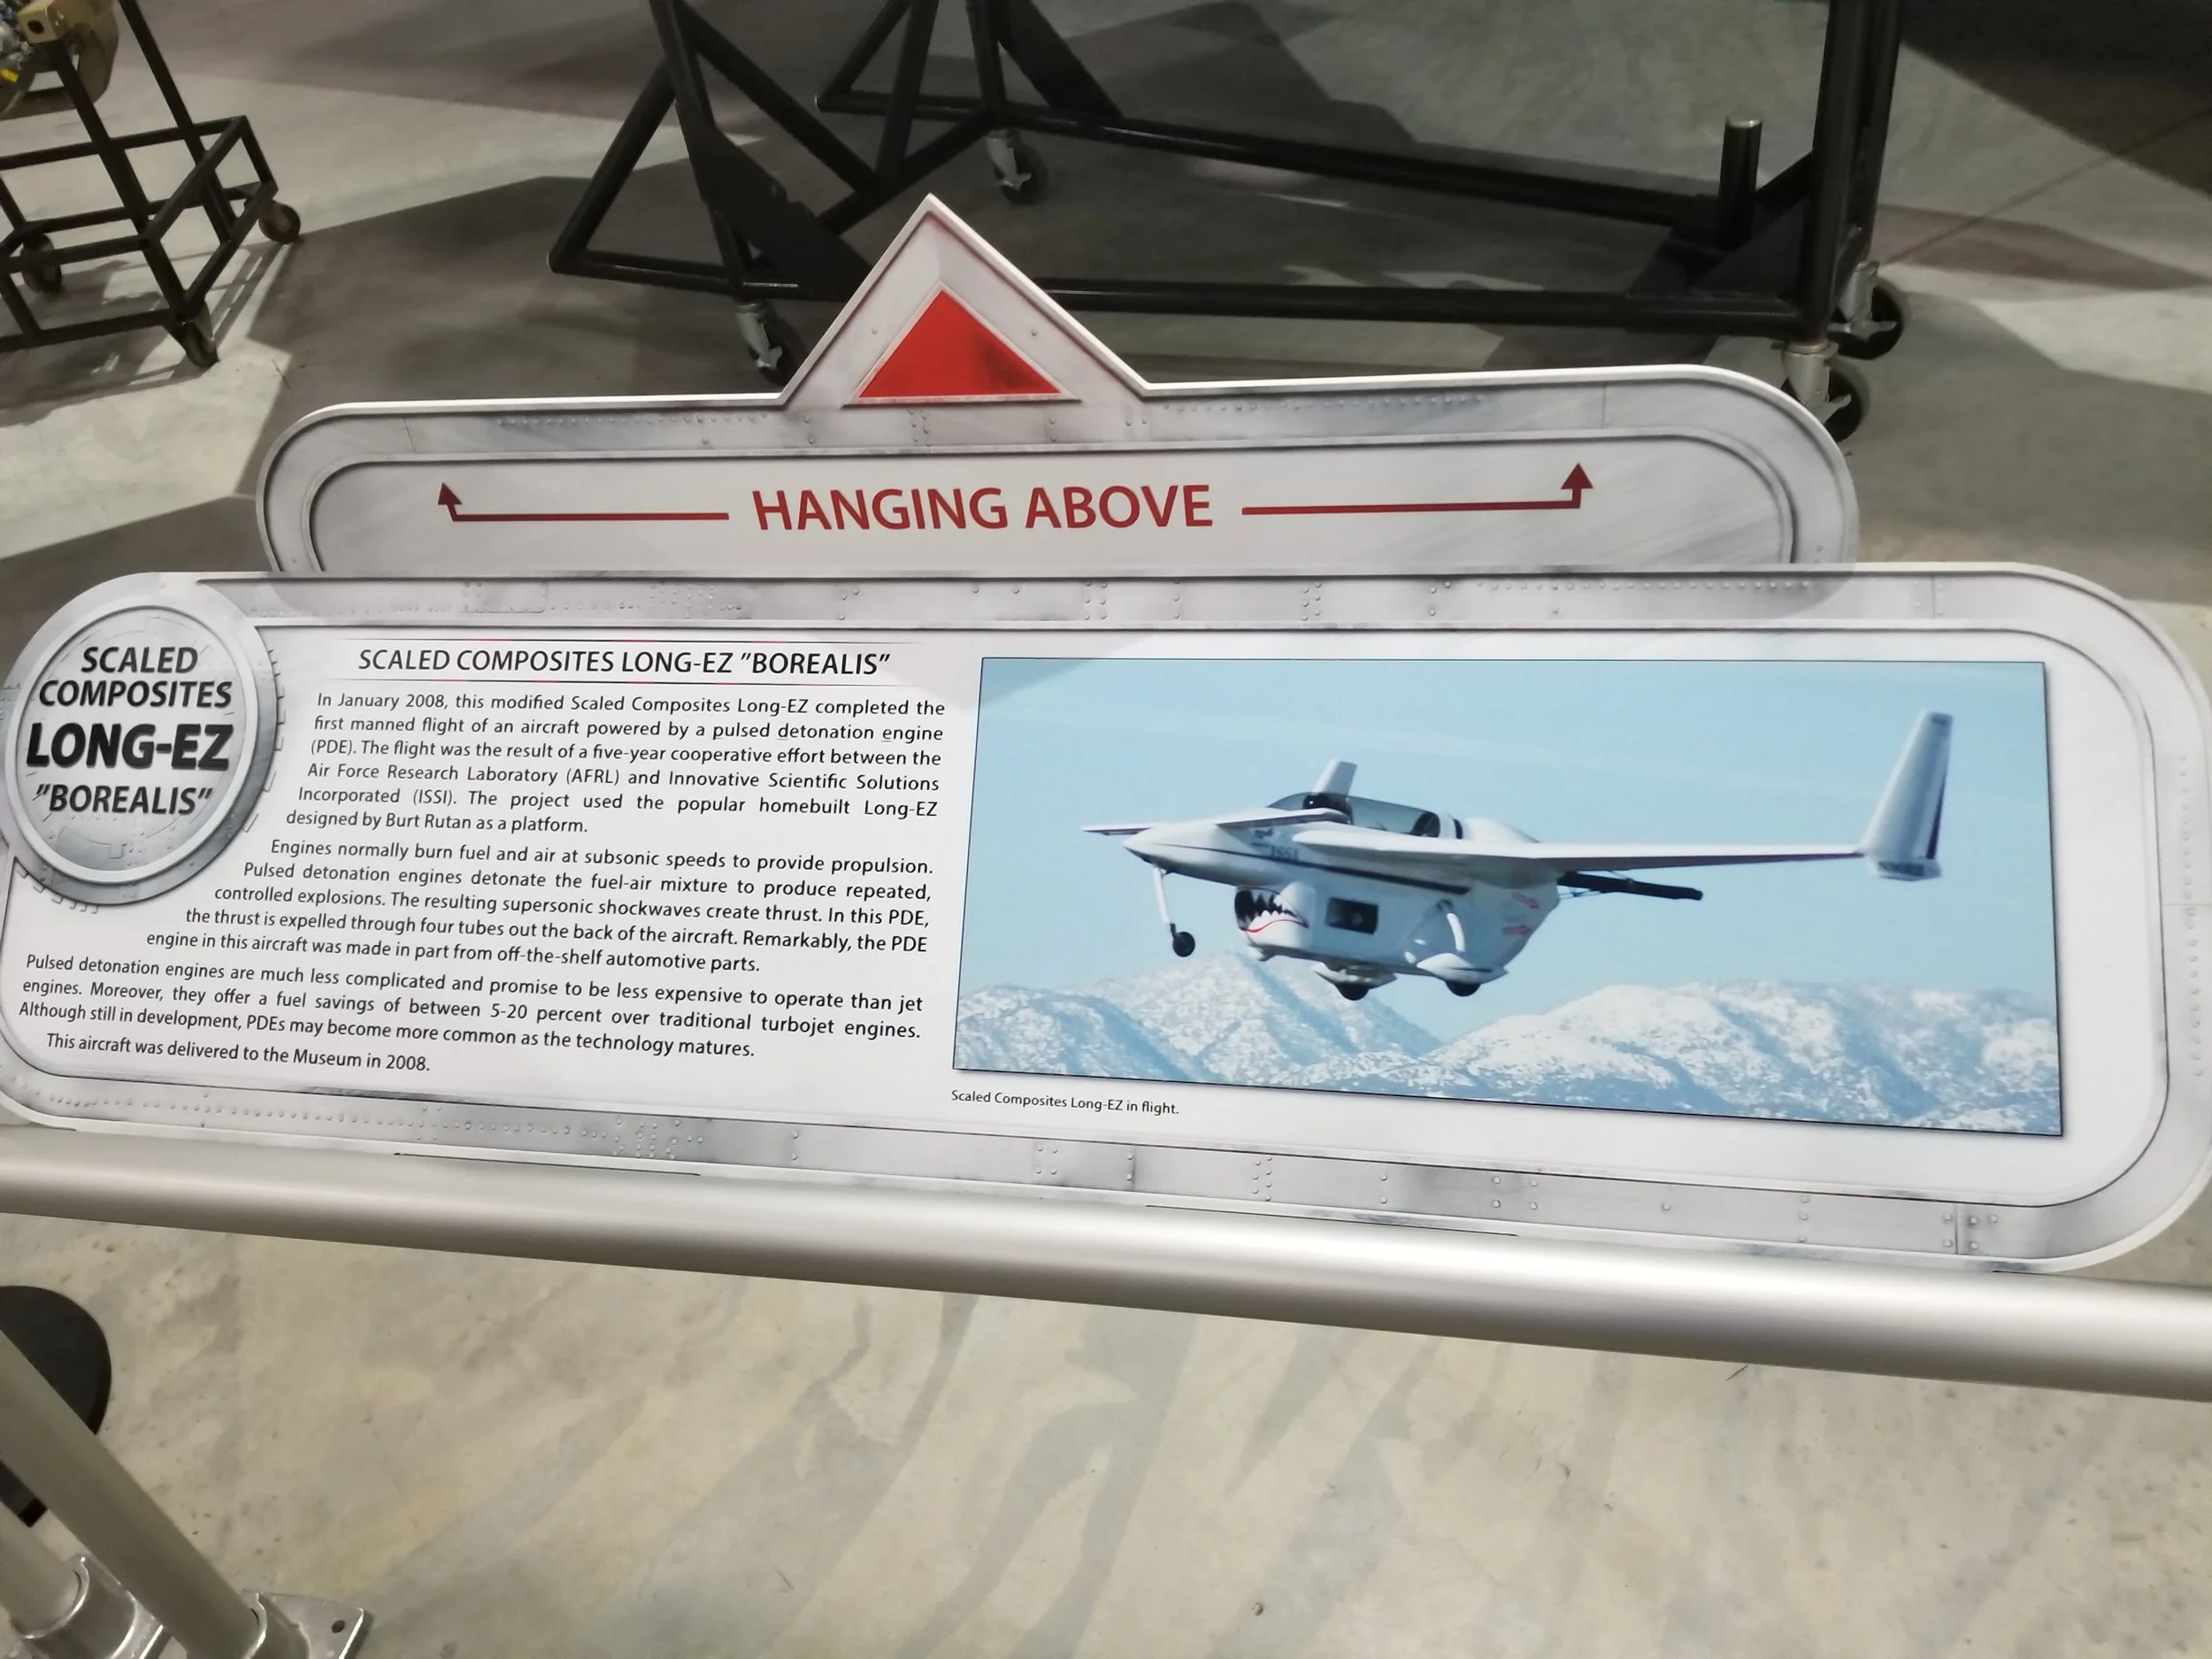 HANGING ABOVE
SCALED
COMPOSITES
LONG-EZ
"BOREALIS"
SCALED COMPOSITES LONG-EZ "BOREALIS"
In January 2008, this modified Scaled Composites Long-EZ completed the
first manned flight of an aircraft powered by a pulsed detonation engine
(PDE). The flight was the result of a five-year cooperative effort between the
Air Force Research Laboratory (AFRL) and Innovative Scientific Solutions
Incorporated (ISSI). The project used the popular homebuilt Long-EZ
designed by Burt Rutan as a platform.
Engines normally burn fuel and air at subsonic speeds to provide propulsion.
Pulsed detonation engines detonate the fuel-air mixture to produce repeated,
controlled explosions. The resulting supersonic shockwaves create thrust. In this PDE,
the thrust is expelled through four tubes out the back of the aircraft. Remarkably, the PDE
engine in this aircraft was made in part from off-the-shelf automotive parts.
Pulsed detonation engines are much less complicated and promise to be less expensive to operate than jet
engines. Moreover, they offer a fuel savings of between 5-20 percent over traditional turbojet engines.
Although still in development, PDEs may become more common as the technology matures.
This aircraft was delivered to the Museum in 2008.
ISSI
Scaled Composites Long-EZ in flight.